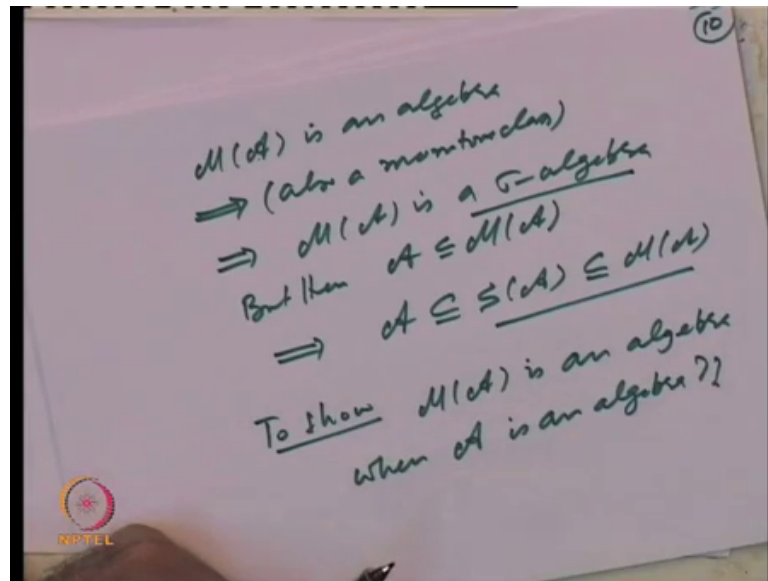 10
M(A) is an algebra
⟹ (also a monotone class)
⟹ M(A) is a σ-algebra
But then A ⊆ M(A)
⟹ A ⊆ S(A) ⊆ M(A)
To show M(A) is an algebra
when A is an algebra??
NPTEL